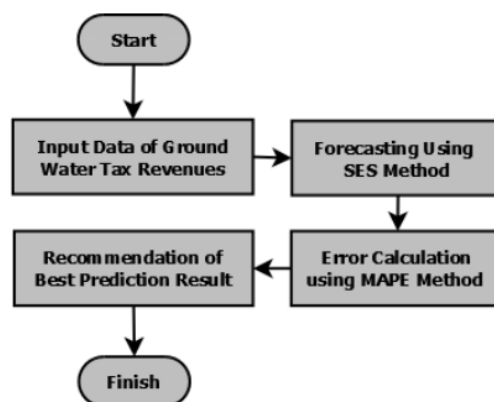 Start
Input Data of Ground
Water Tax Revenues
Forecasting Using
SES Method
Error Calculation
using MAPE Method
Recommendation of
Best Prediction Result
Finish